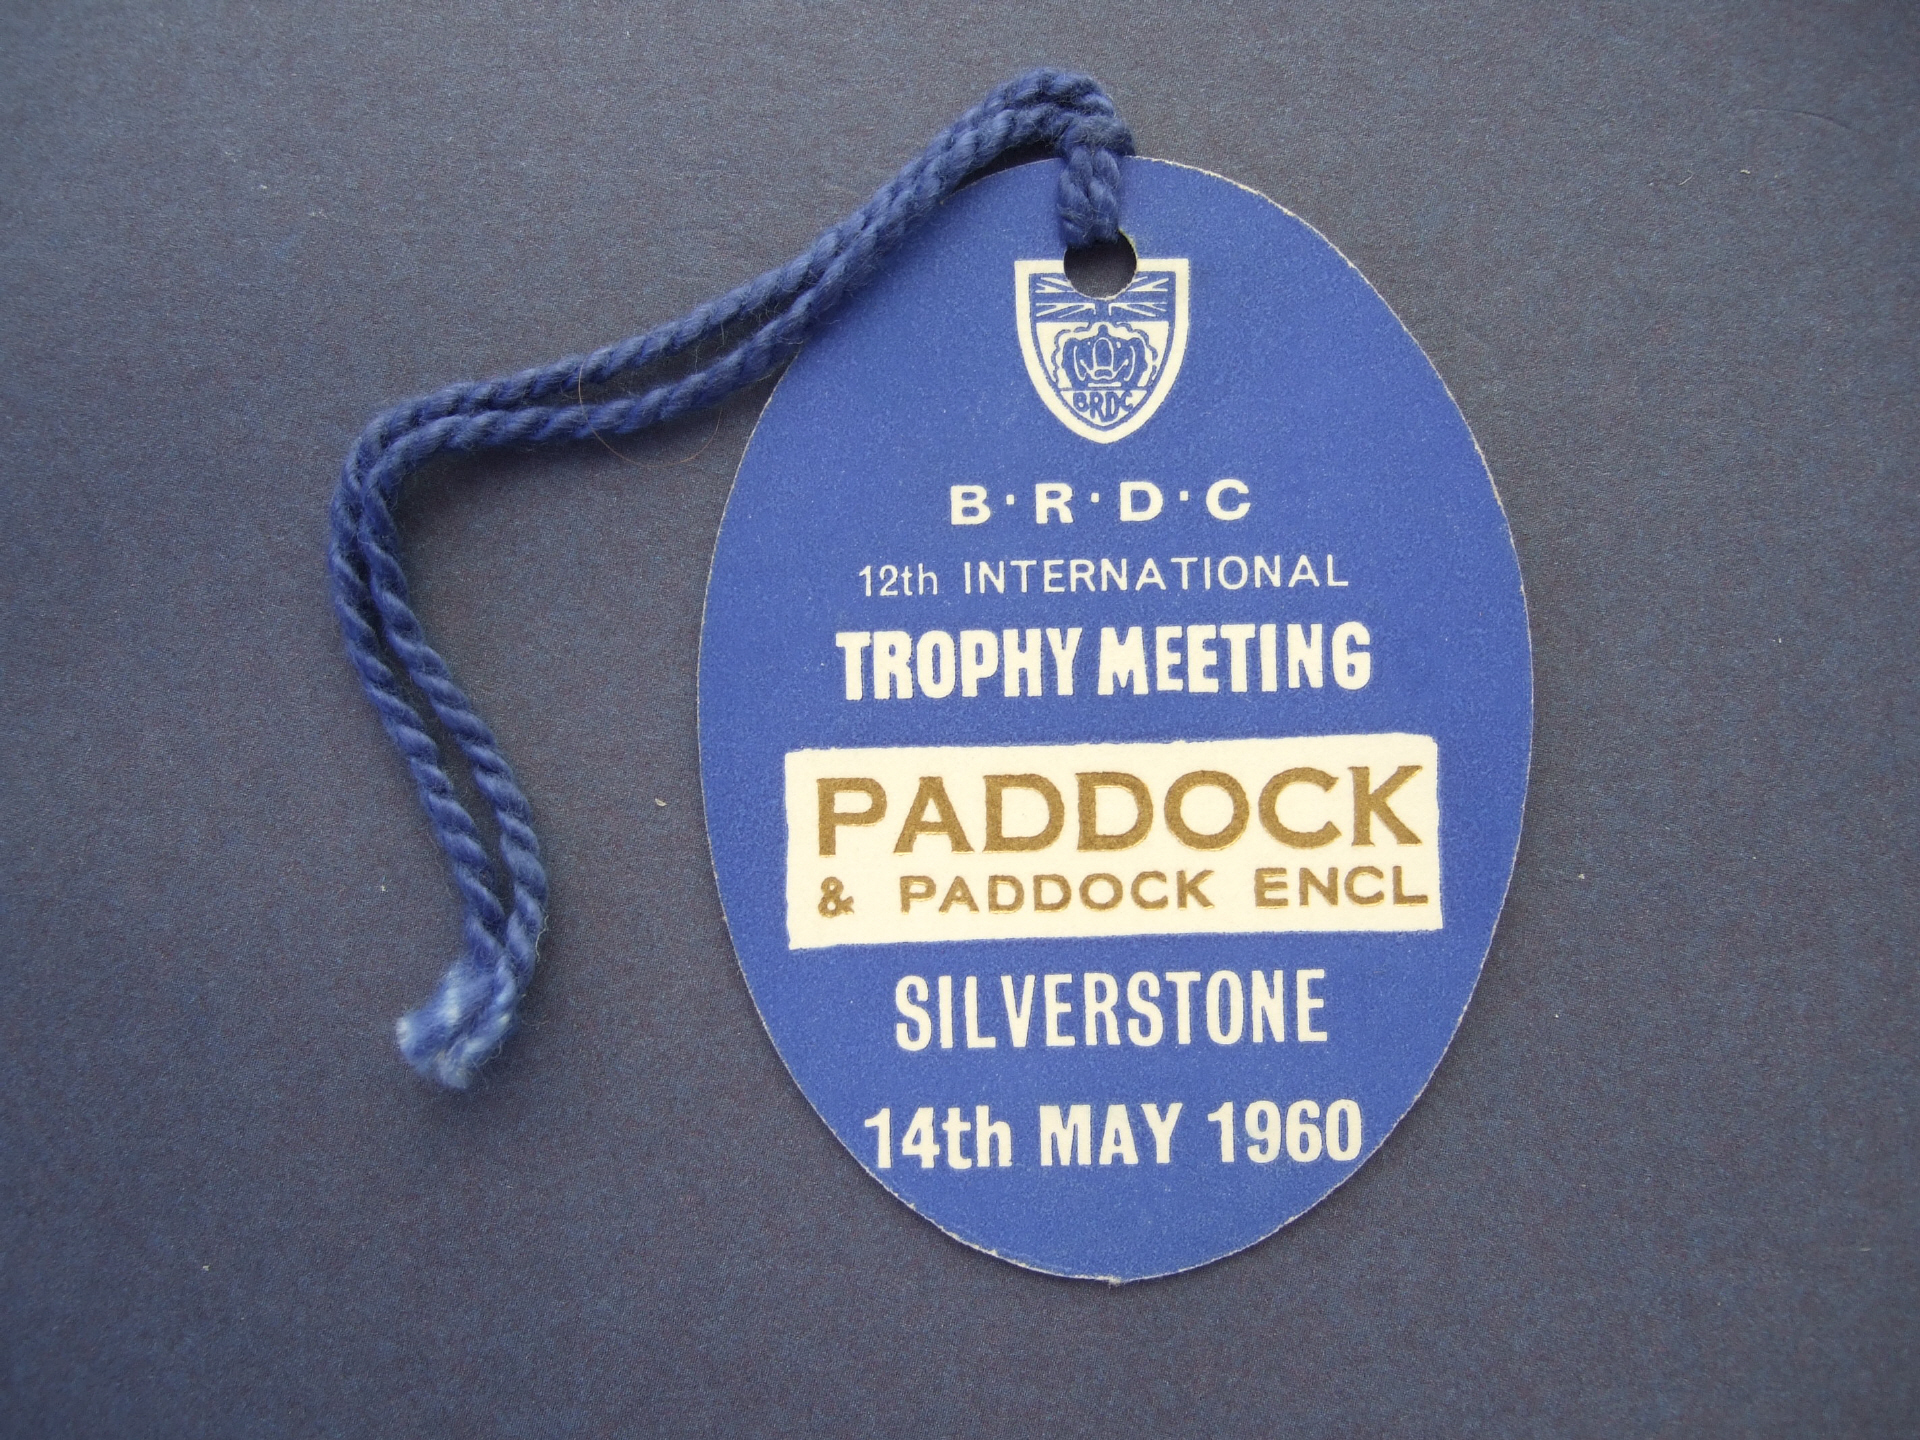 BRDC
B·R·D·C
12th INTERNATIONAL
TROPHY MEETING
PADDOCK
& PADDOCK ENCL
SILVERSTONE
14th MAY 1960